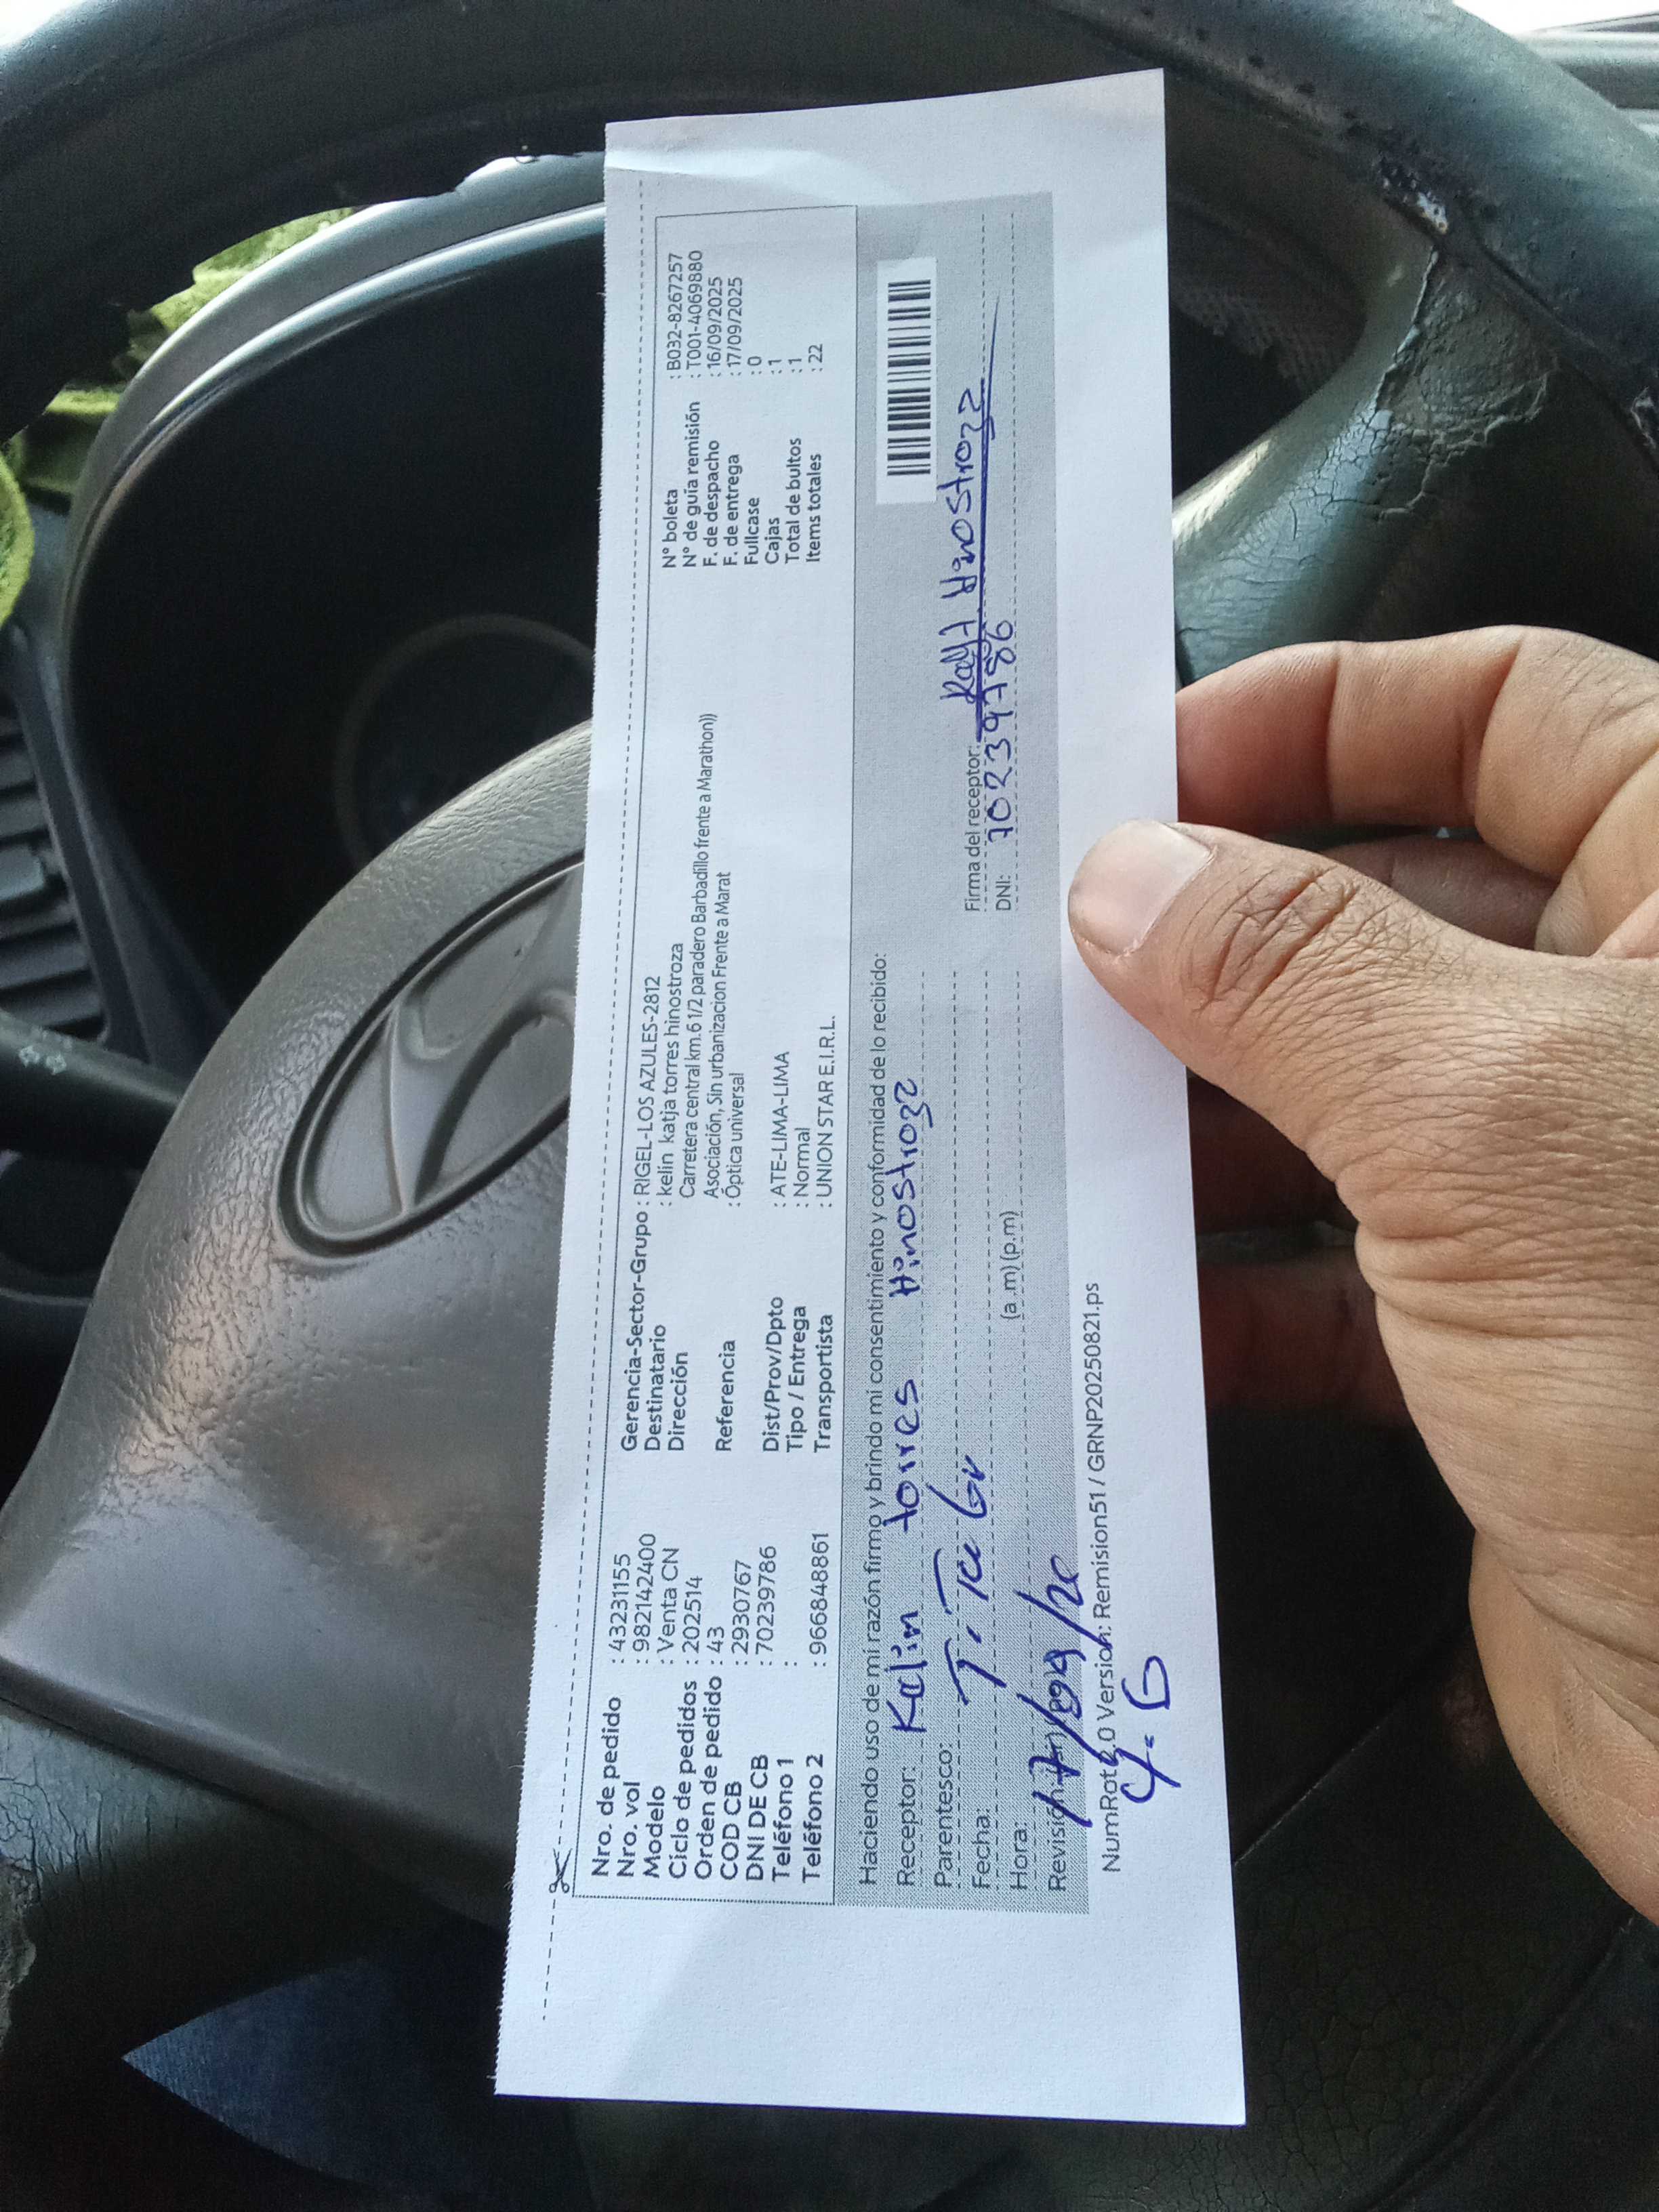 Nro. de pedido : 43231155
Nro. vol : 982142400
Modelo : Venta CN
Ciclo de pedidos : 202514
Orden de pedido : 43
COD CB : 2930767
DNI DE CB : 70239786
Teléfono 1 :
Teléfono 2 : 966848861
Gerencia-Sector-Grupo : RIGEL-LOS AZULES-2812
Destinatario : kelin katja torres hinostroza
Dirección Carretera central km.6 1/2 paradero Barbadillo frente a Marathon))
Asociación, Sin urbanizacion Frente a Marat
Referencia : Óptica universal
Dist/Prov/Dpto : ATE-LIMA-LIMA
Tipo / Entrega : Normal
Transportista : UNION STAR E.I.R.L.
N° boleta : B032-8267257
N° de guía remisión : T001-4069880
F. de despacho : 16/09/2025
F. de entrega : 17/09/2025
Fullcase : 0
Cajas : 1
Total de bultos : 1
Items totales : 22
Haciendo uso de mi razón firmo y brindo mi consentimiento y conformidad de lo recibido:
Receptor: Kelin torres Hinostroza
Parentesco:
Fecha:
Hora: (a .m) (p.m)
Firma del receptor: Hinostroza
DNI: 70239786
17/09/20
NumRot2.0 Version: Remision51 / GRNP20250821.ps